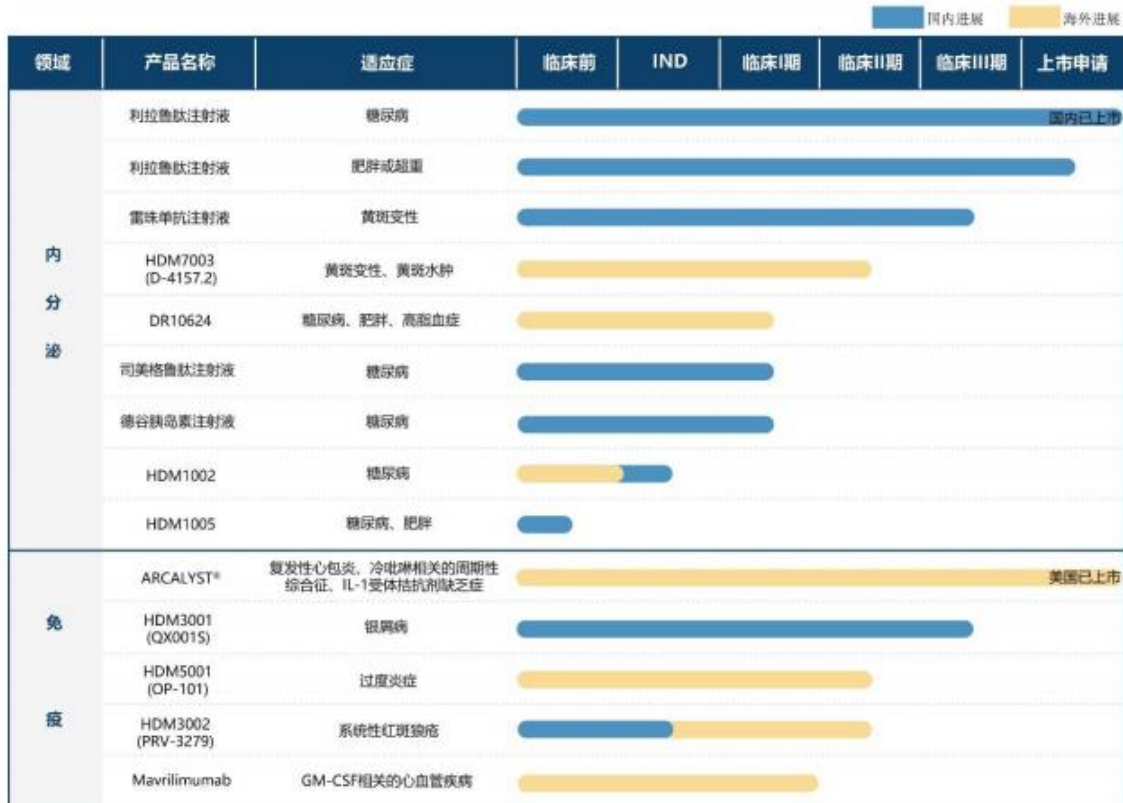 国内进展 海外进展
领域 产品名称 适应症 临床前 IND 临床I期 临床II期 临床III期 上市申请
内分泌
利拉鲁肽注射液 糖尿病 国内已上市
利拉鲁肽注射液 肥胖或超重
雷珠单抗注射液 黄斑变性
HDM7003
(D-4157.2) 黄斑变性、黄斑水肿
DR10624 糖尿病、肥胖、高脂血症
司美格鲁肽注射液 糖尿病
德谷胰岛素注射液 糖尿病
HDM1002 糖尿病
HDM1005 糖尿病、肥胖
免疫
ARCALYST® 复发性心包炎、冷吡啉相关的周期性
综合征、IL-1受体拮抗剂缺乏症 美国已上市
HDM3001
(QX001S) 银屑病
HDM5001
(OP-101) 过度炎症
HDM3002
(PRV-3279) 系统性红斑狼疮
Mavrilimumab GM-CSF相关的心血管疾病